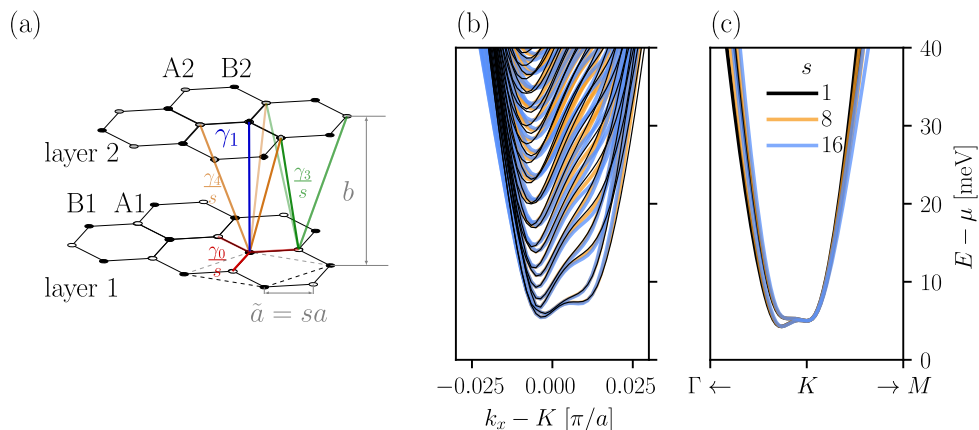 (a)
A2 B2
γ1
layer 2
γ4/s
γ3/s
b
B1 A1
γ0/s
layer 1
ã = sa
(b)
−0.025 0.000 0.025
kx − K [π/a]
(c)
s
1
8
16
40
30
20
10
0
E − μ [meV]
Γ ← K → M